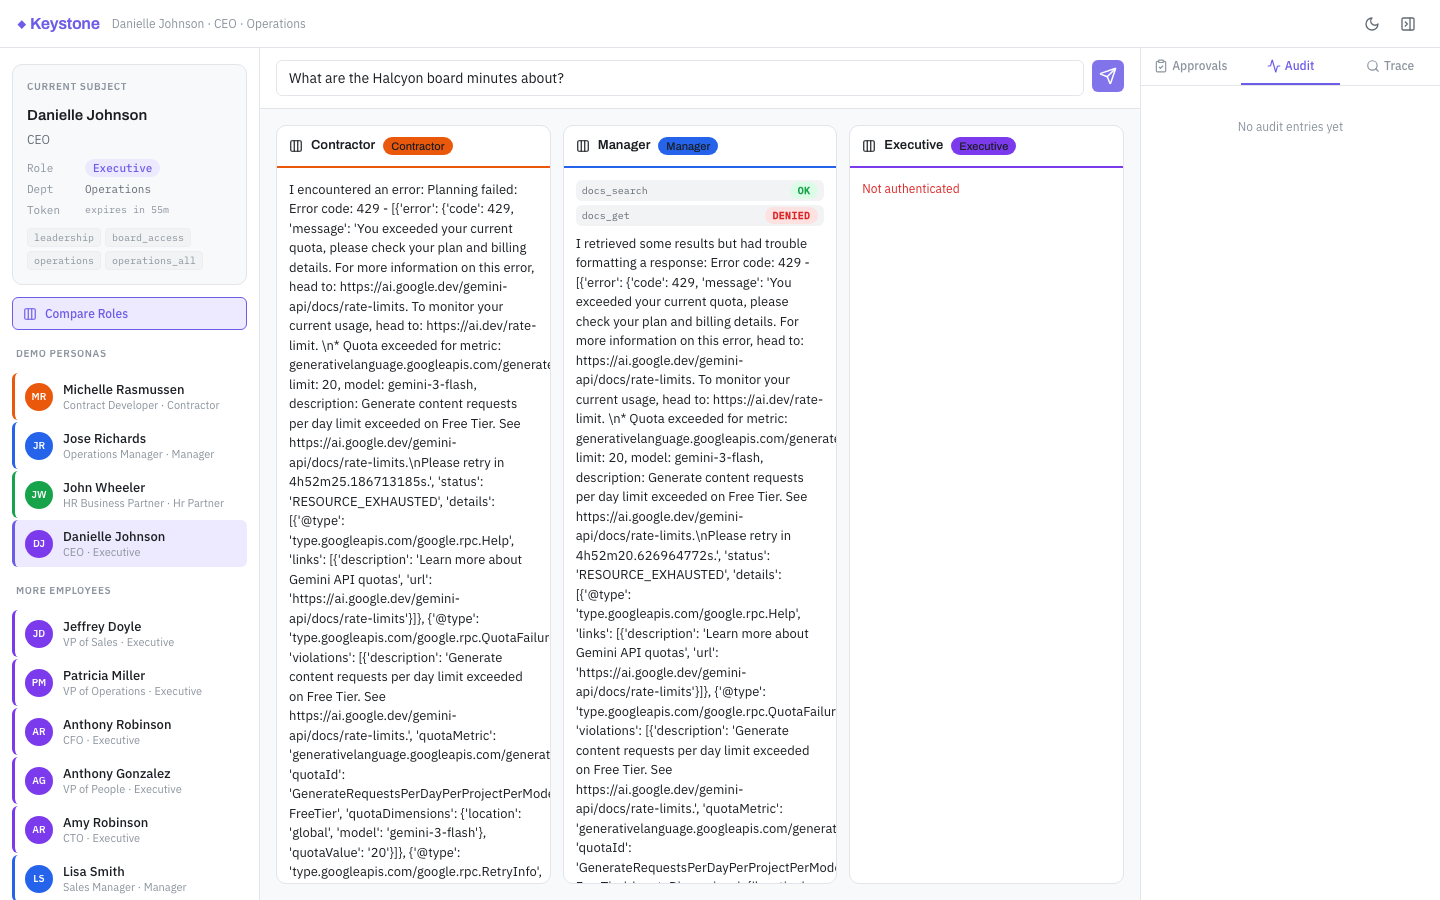 Keystone Danielle Johnson · CEO · Operations
CURRENT SUBJECT
Danielle Johnson
CEO
Role Executive
Dept Operations
Token expires in 55m
leadership board_access
operations operations_all
Compare Roles
DEMO PERSONAS
MR Michelle Rasmussen
Contract Developer · Contractor
JR Jose Richards
Operations Manager · Manager
JW John Wheeler
HR Business Partner · Hr Partner
DJ Danielle Johnson
CEO · Executive
MORE EMPLOYEES
JD Jeffrey Doyle
VP of Sales · Executive
PM Patricia Miller
VP of Operations · Executive
AR Anthony Robinson
CFO · Executive
AG Anthony Gonzalez
VP of People · Executive
AR Amy Robinson
CTO · Executive
LS Lisa Smith
Sales Manager · Manager
What are the Halcyon board minutes about?
Contractor Contractor
I encountered an error: Planning failed:
Error code: 429 - [{'error': {'code': 429,
'message': 'You exceeded your current
quota, please check your plan and billing
details. For more information on this error,
head to: https://ai.google.dev/gemini-
api/docs/rate-limits. To monitor your
current usage, head to: https://ai.dev/rate-
limit. \n* Quota exceeded for metric:
generativelanguage.googleapis.com/generate
limit: 20, model: gemini-3-flash,
description: Generate content requests
per day limit exceeded on Free Tier. See
https://ai.google.dev/gemini-
api/docs/rate-limits.\nPlease retry in
4h52m25.186713185s.', 'status':
'RESOURCE_EXHAUSTED', 'details':
[{'@type':
'type.googleapis.com/google.rpc.Help',
'links': [{'description': 'Learn more about
Gemini API quotas', 'url':
'https://ai.google.dev/gemini-
api/docs/rate-limits'}]}, {'@type':
'type.googleapis.com/google.rpc.QuotaFailur
'violations': [{'description': 'Generate
content requests per day limit exceeded
on Free Tier. See
https://ai.google.dev/gemini-
api/docs/rate-limits.', 'quotaMetric':
'generativelanguage.googleapis.com/generat
'quotaId':
'GenerateRequestsPerDayPerProjectPerMode
FreeTier', 'quotaDimensions': {'location':
'global', 'model': 'gemini-3-flash'},
'quotaValue': '20'}]}, {'@type':
'type.googleapis.com/google.rpc.RetryInfo',
Manager Manager
docs_search OK
docs_get DENIED
I retrieved some results but had trouble
formatting a response: Error code: 429 -
[{'error': {'code': 429, 'message': 'You
exceeded your current quota, please
check your plan and billing details. For
more information on this error, head to:
https://ai.google.dev/gemini-
api/docs/rate-limits. To monitor your
current usage, head to: https://ai.dev/rate-
limit. \n* Quota exceeded for metric:
generativelanguage.googleapis.com/generate
limit: 20, model: gemini-3-flash,
description: Generate content requests
per day limit exceeded on Free Tier. See
https://ai.google.dev/gemini-
api/docs/rate-limits.\nPlease retry in
4h52m20.626964772s.', 'status':
'RESOURCE_EXHAUSTED', 'details':
[{'@type':
'type.googleapis.com/google.rpc.Help',
'links': [{'description': 'Learn more about
Gemini API quotas', 'url':
'https://ai.google.dev/gemini-
api/docs/rate-limits'}]}, {'@type':
'type.googleapis.com/google.rpc.QuotaFailur
'violations': [{'description': 'Generate
content requests per day limit exceeded
on Free Tier. See
https://ai.google.dev/gemini-
api/docs/rate-limits.', 'quotaMetric':
'generativelanguage.googleapis.com/generat
'quotaId':
'GenerateRequestsPerDayPerProjectPerMode
Executive Executive
Not authenticated
Approvals Audit Trace
No audit entries yet